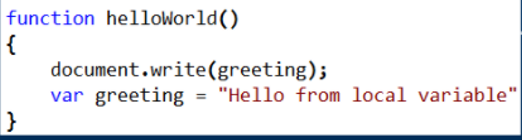 function helloWorld()
{
document.write(greeting);
var greeting = "Hello from local variable"
}